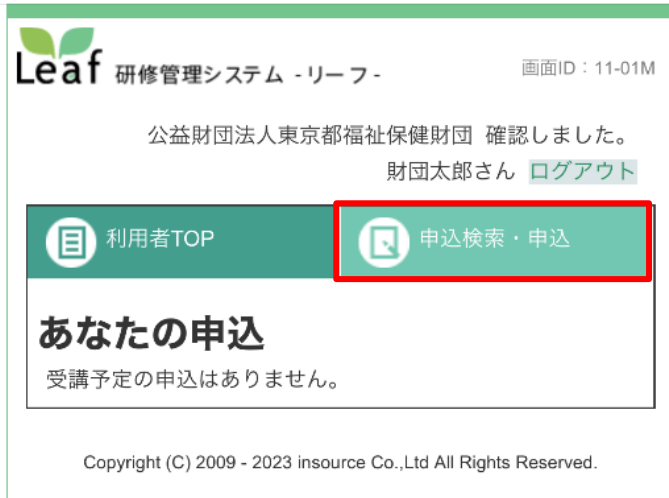 Leaf 研修管理システム - リーフ -
画面ID：11-01M
公益財団法人東京都福祉保健財団 確認しました。
財団太郎さん ログアウト
利用者TOP
申込検索・申込
あなたの申込
受講予定の申込はありません。
Copyright (C) 2009 - 2023 insource Co.,Ltd All Rights Reserved.